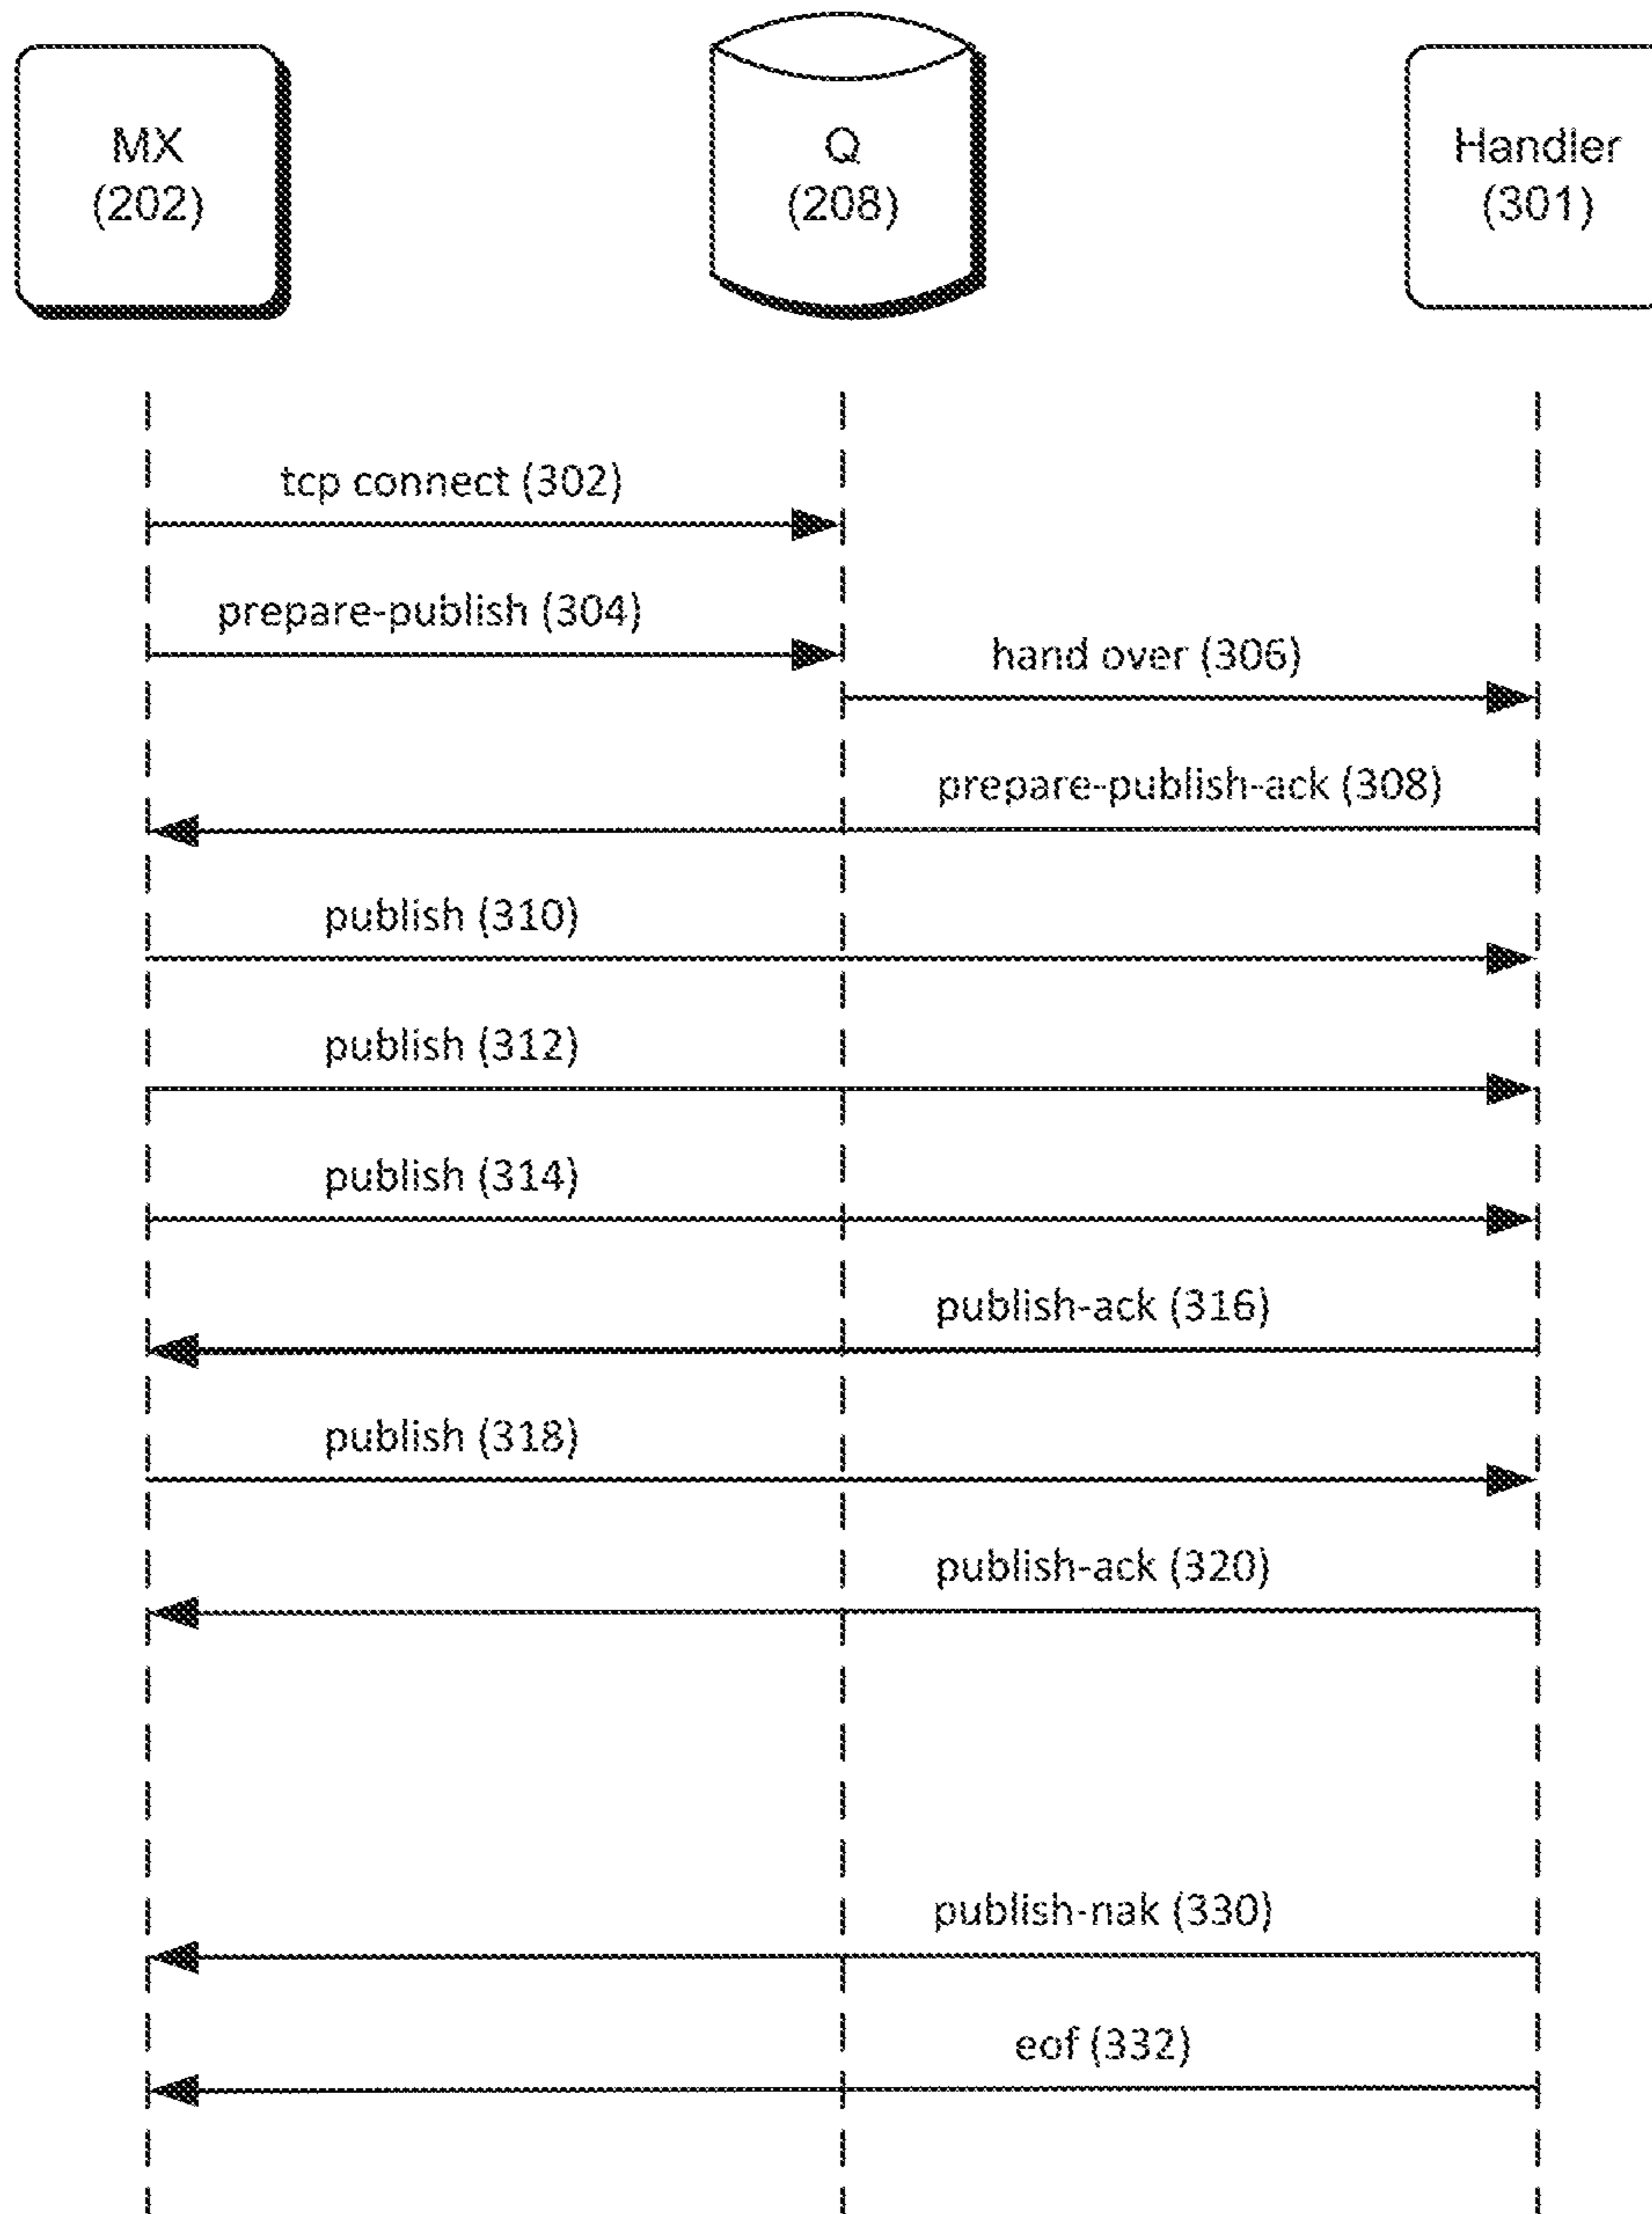 MX
(202)
Q
(208)
Handler
(301)
tcp connect (302)
prepare-publish (304)
hand over (306)
prepare-publish-ack (308)
publish (310)
publish (312)
publish (314)
publish-ack (316)
publish (318)
publish-ack (320)
publish-nak (330)
eof (332)